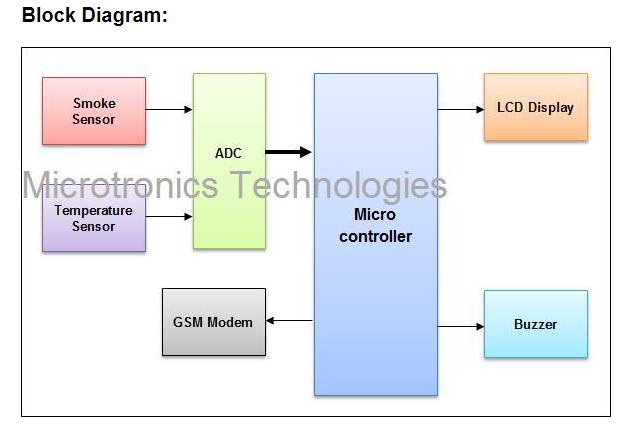 Block Diagram:
Smoke
Sensor
ADC
LCD Display
Microtronics Technologies
Temperature
Sensor
Micro
controller
GSM Modem
Buzzer